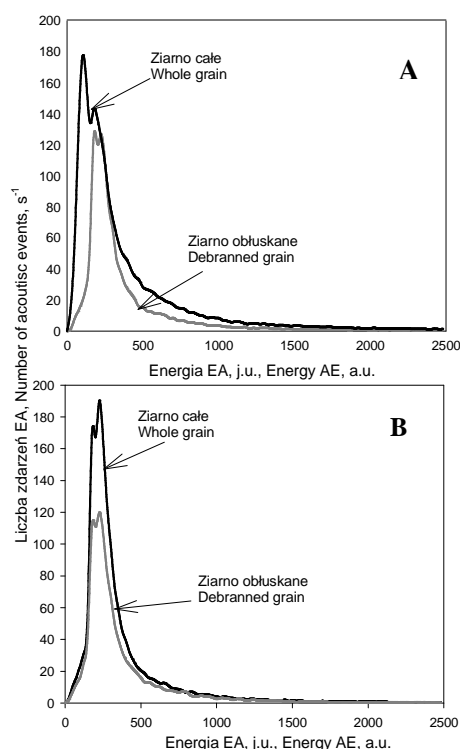 Liczba zdarzeń EA, Number of acoutisc events, s-1
200
180
160
140
120
100
80
60
40
20
0
Ziarno całe
Whole grain
A
Ziarno obłuskane
Debranned grain
0 500 1000 1500 2000 2500
Energia EA, j.u., Energy AE, a.u.
200
180
160
140
120
100
80
60
40
20
0
Ziarno całe
Whole grain
B
Ziarno obłuskane
Debranned grain
0 500 1000 1500 2000 2500
Energia EA, j.u., Energy AE, a.u.